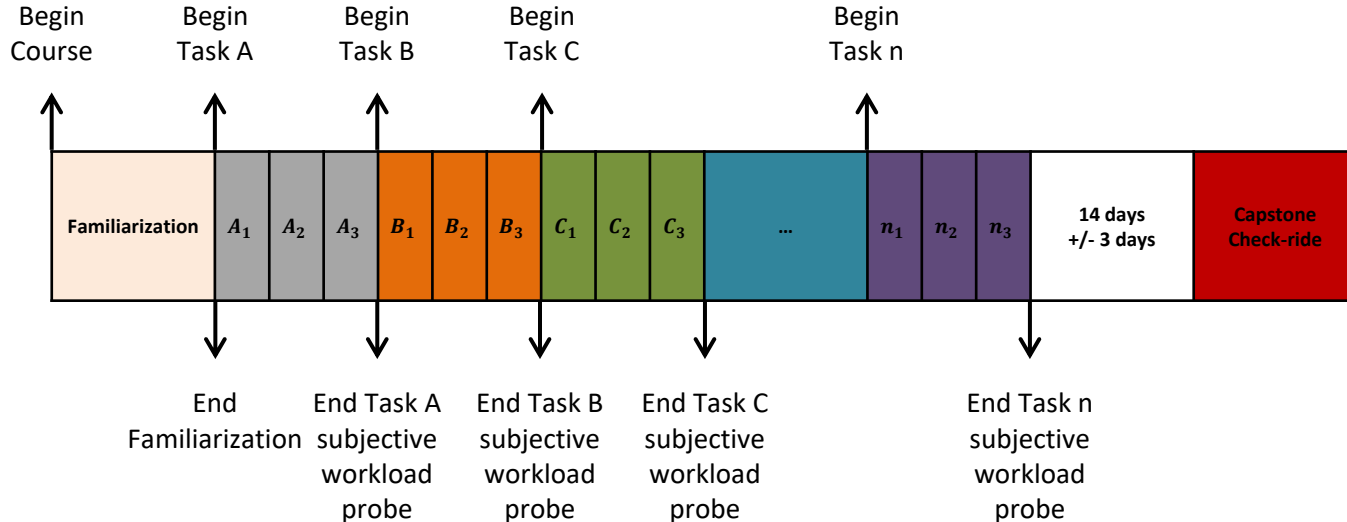 Begin
Course
Begin
Task A
Begin
Task B
Begin
Task C
Begin
Task n
Familiarization
A₁
A₂
A₃
B₁
B₂
B₃
C₁
C₂
C₃
...
n₁
n₂
n₃
14 days
+/- 3 days
Capstone
Check-ride
End
Familiarization
End Task A
subjective
workload
probe
End Task B
subjective
workload
probe
End Task C
subjective
workload
probe
End Task n
subjective
workload
probe